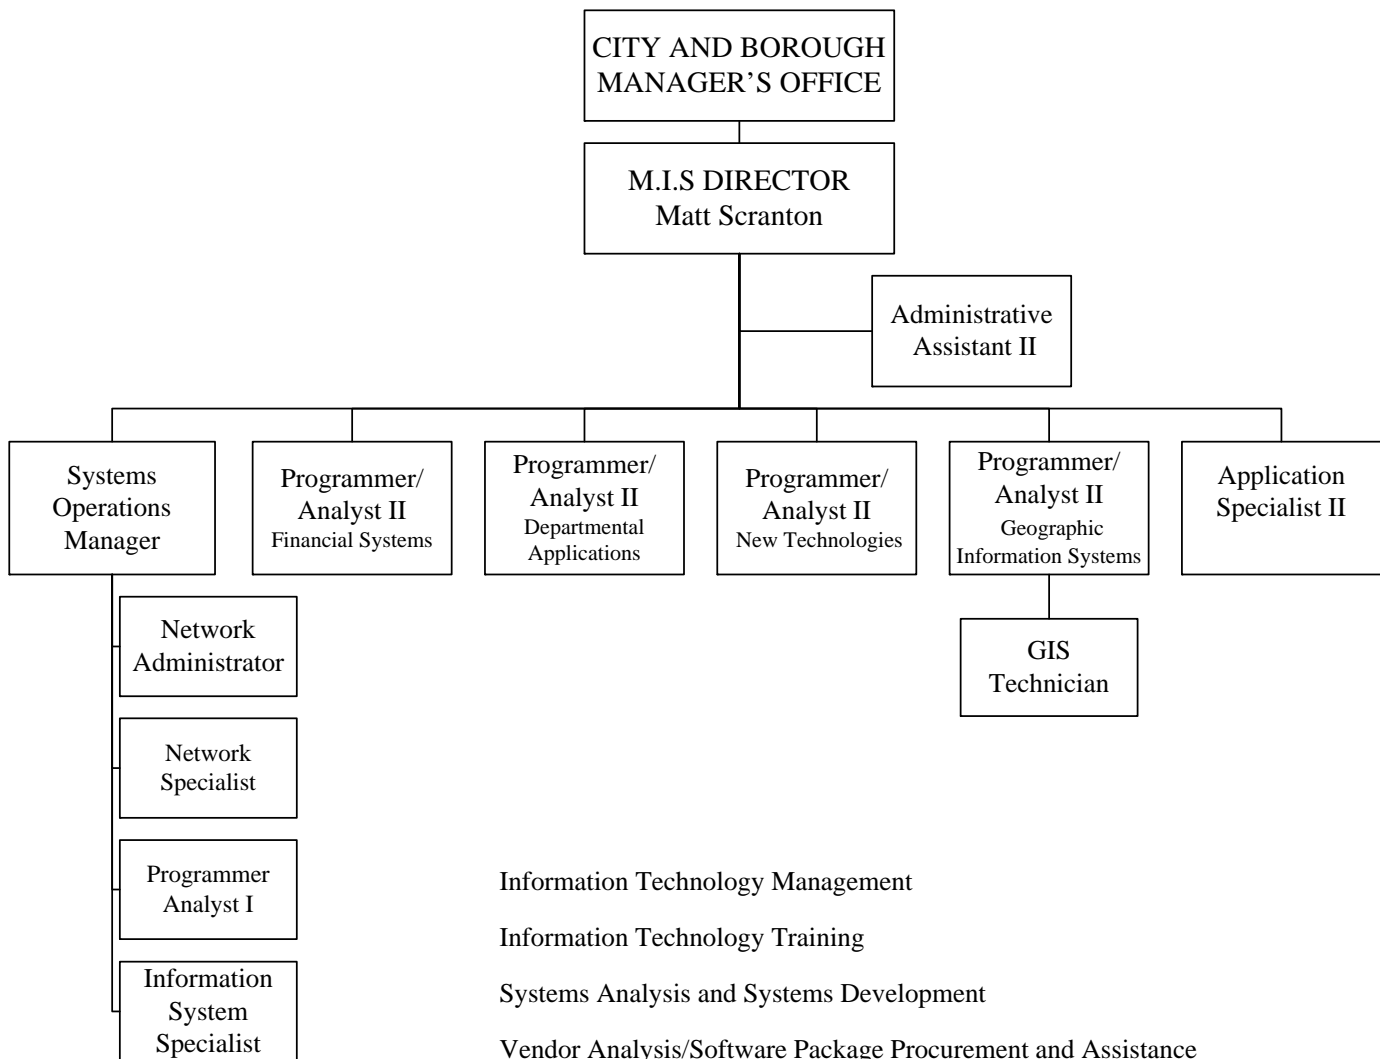 CITY AND BOROUGH
MANAGER’S OFFICE
M.I.S DIRECTOR
Matt Scranton
Administrative
Assistant II
Systems
Operations
Manager
Programmer/
Analyst II
Financial Systems
Programmer/
Analyst II
Departmental
Applications
Programmer/
Analyst II
New Technologies
Programmer/
Analyst II
Geographic
Information Systems
Application
Specialist II
Network
Administrator
GIS
Technician
Network
Specialist
Programmer
Analyst I
Information
System
Specialist
Information Technology Management
Information Technology Training
Systems Analysis and Systems Development
Vendor Analysis/Software Package Procurement and Assistance